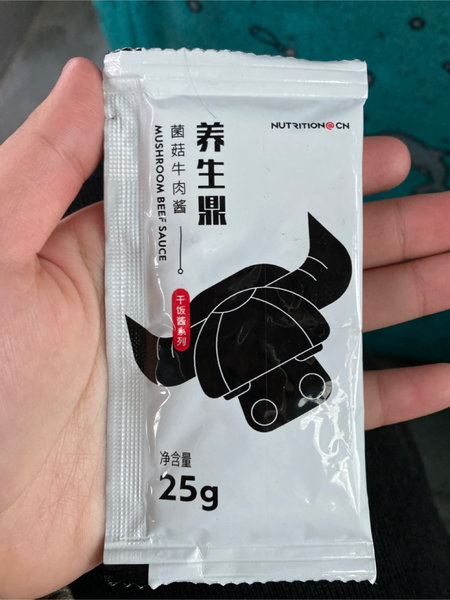 NUTRITION@CN
养生鼎
菌菇牛肉酱
MUSHROOM BEEF SAUCE
干饭酱系列
净含量
25g